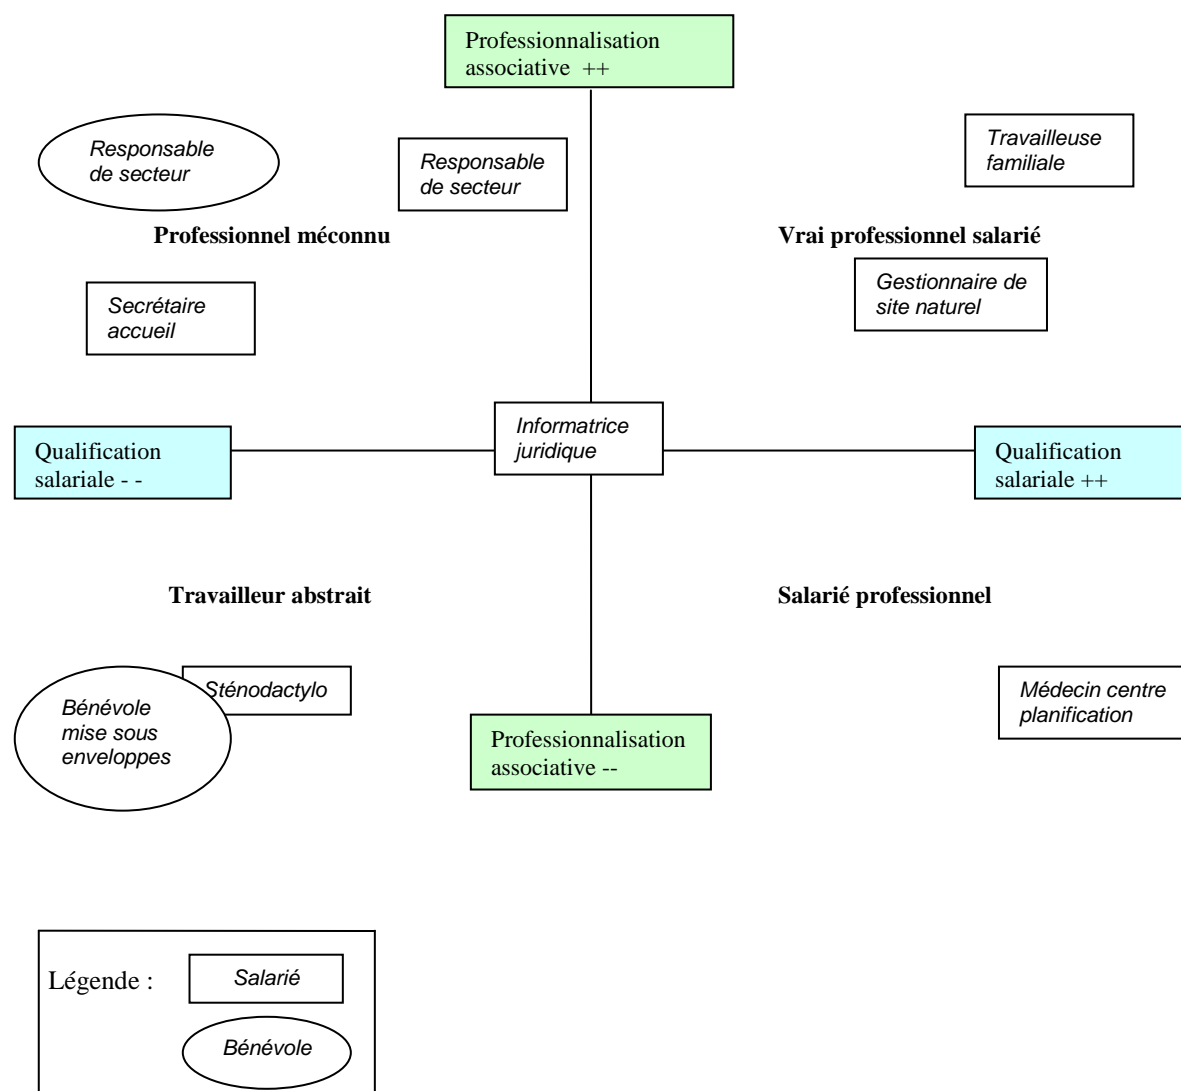 Professionnalisation
associative ++
Responsable
de secteur
Responsable
de secteur
Travailleuse
familiale
Professionnel méconnu
Vrai professionnel salarié
Secrétaire
accueil
Gestionnaire de
site naturel
Informatrice
juridique
Qualification
salariale - -
Qualification
salariale ++
Travailleur abstrait
Salarié professionnel
Sténodactylo
Bénévole
mise sous
enveloppes
Médecin centre
planification
Professionnalisation
associative --
Légende :
Salarié
Bénévole